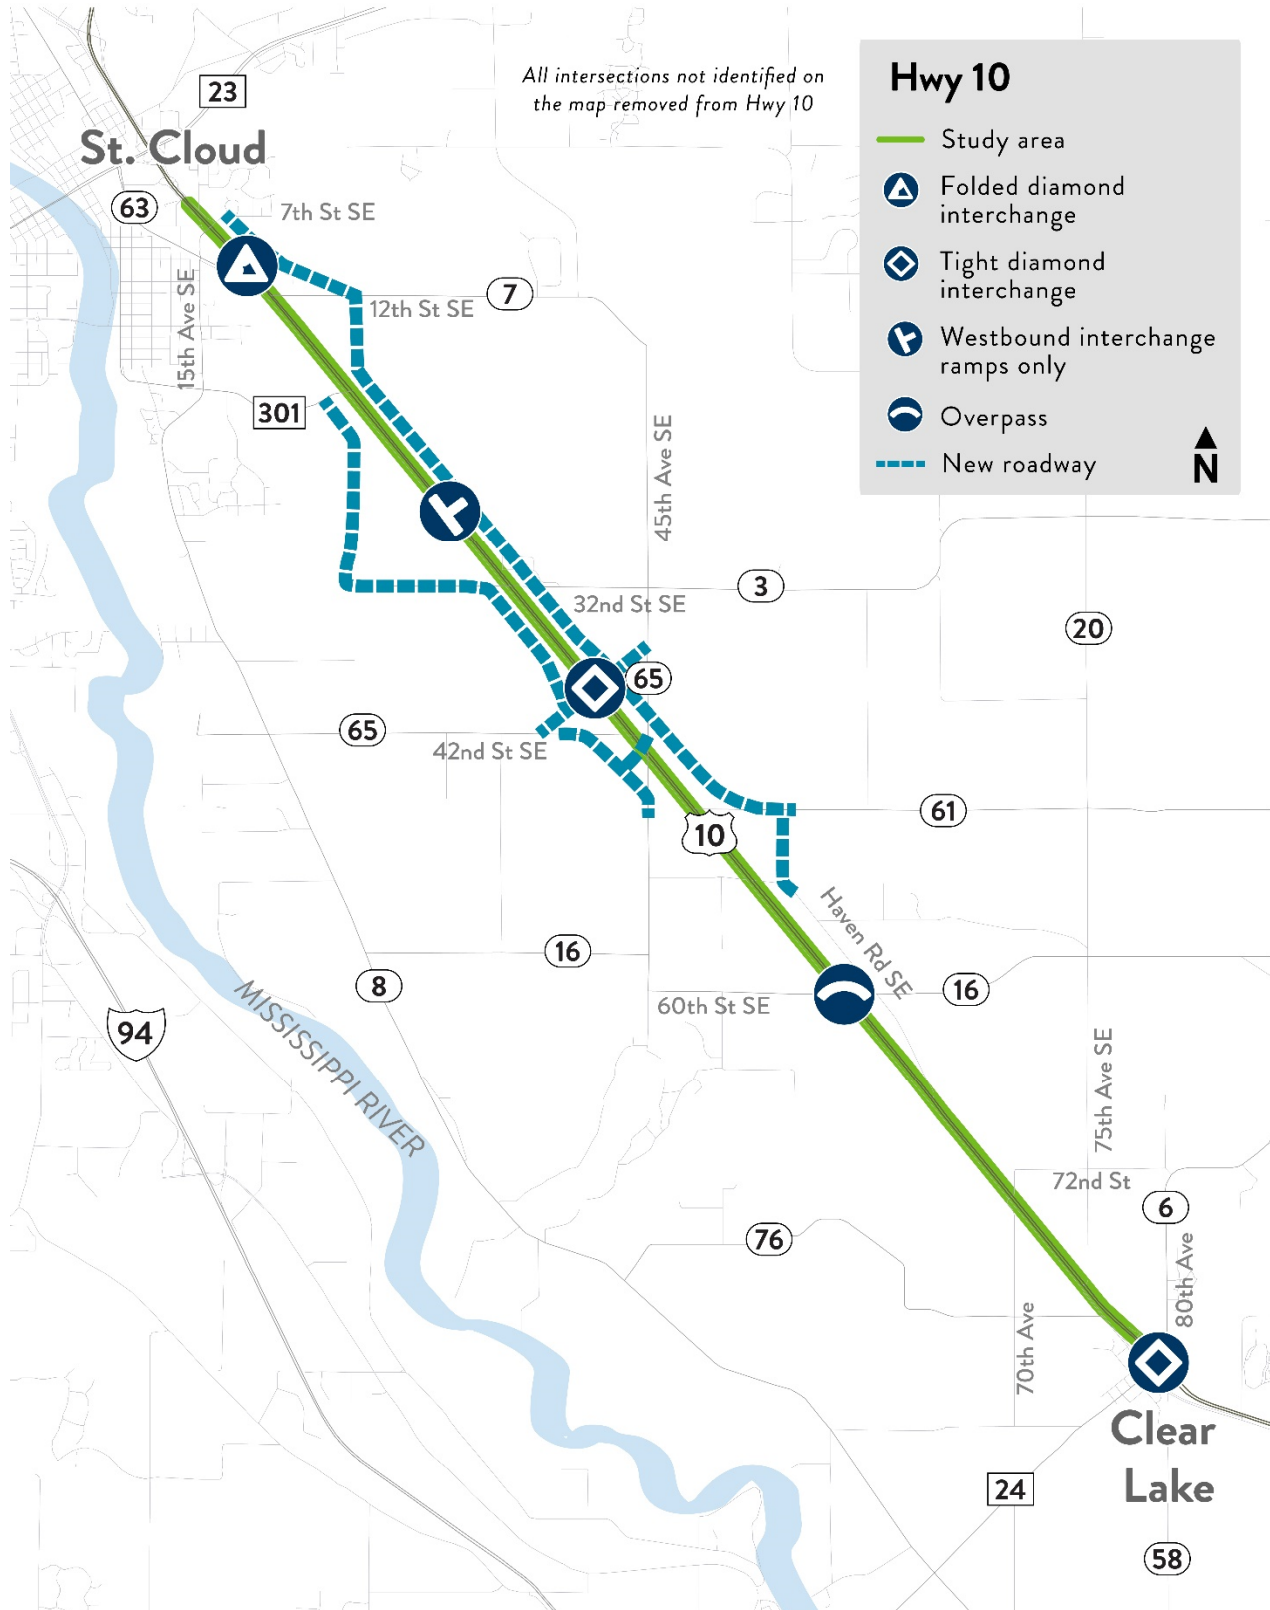 All intersections not identified on
the map removed from Hwy 10
Hwy 10
Study area
Folded diamond
interchange
Tight diamond
interchange
Westbound interchange
ramps only
Overpass
New roadway
N
23
St. Cloud
63
7th St SE
15th Ave SE
12th St SE
7
301
45th Ave SE
3
32nd St SE
20
65
65
42nd St SE
61
10
Haven Rd SE
16
8
16
60th St SE
94
MISSISSIPPI RIVER
75th Ave SE
72nd St
6
76
80th Ave
70th Ave
Clear
Lake
24
58